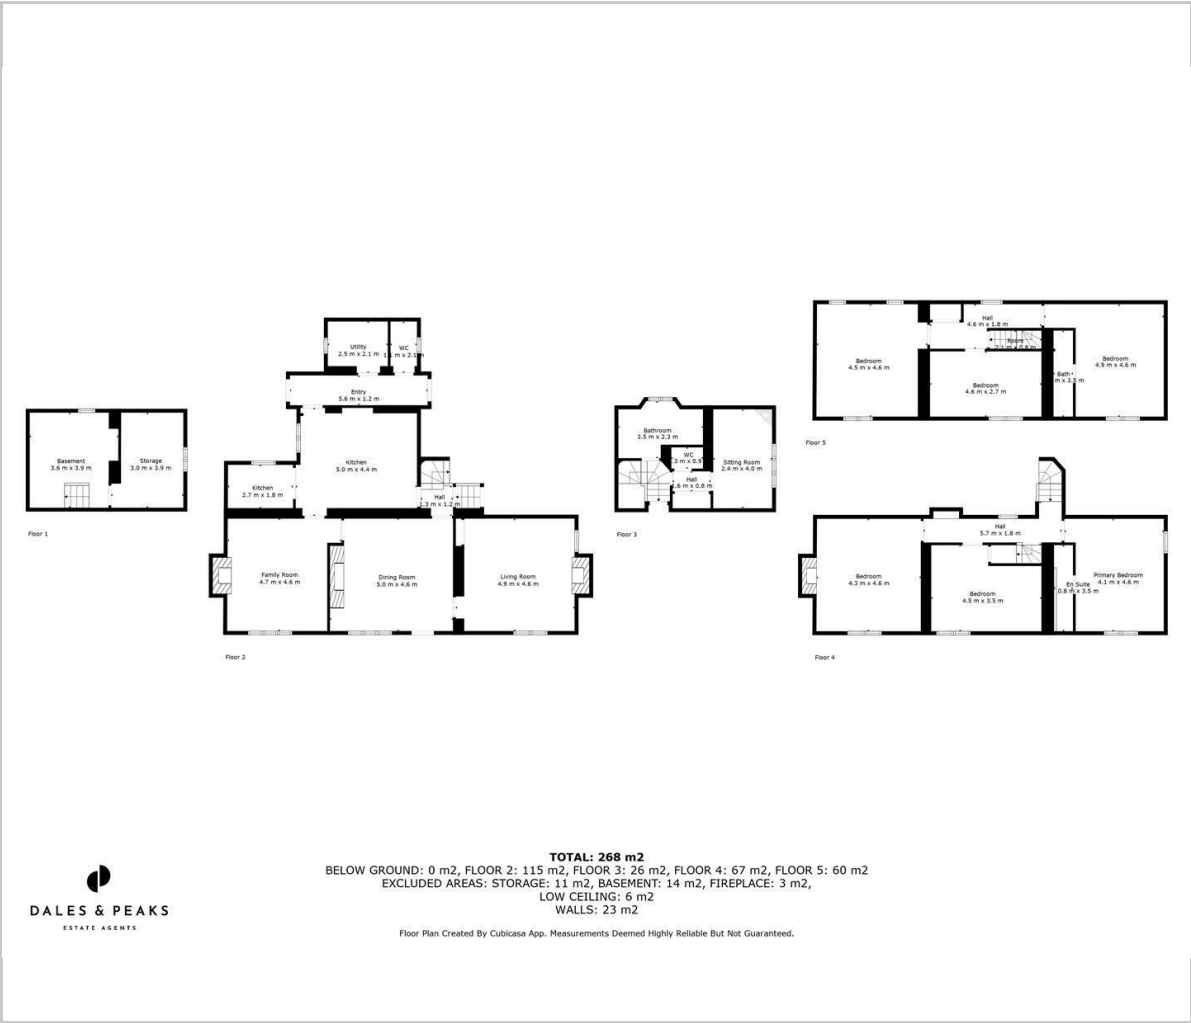 Utility
2.5 m x 2.1 m
WC
Entry
5.6 m x 1.2 m
Kitchen
5.0 m x 4.4 m
Kitchen
2.7 m x 1.8 m
Hall
Family Room
4.7 m x 4.6 m
Dining Room
5.0 m x 4.6 m
Living Room
4.9 m x 4.6 m
Floor 2
Basement
3.6 m x 3.9 m
Storage
3.0 m x 3.9 m
Floor 1
Bathroom
3.5 m x 2.3 m
WC
Sitting Room
2.4 m x 4.0 m
Hall
Floor 3
Hall
4.6 m x 1.8 m
Room
Bedroom
4.5 m x 4.6 m
Bedroom
4.6 m x 2.7 m
Bath
m x 3.5 m
Bedroom
4.9 m x 4.6 m
Floor 5
Hall
5.7 m x 1.8 m
Bedroom
4.3 m x 4.6 m
Bedroom
4.5 m x 3.5 m
En Suite
0.8 m x 3.5 m
Primary Bedroom
4.1 m x 4.6 m
Floor 4
TOTAL: 268 m2
BELOW GROUND: 0 m2, FLOOR 2: 115 m2, FLOOR 3: 26 m2, FLOOR 4: 67 m2, FLOOR 5: 60 m2
EXCLUDED AREAS: STORAGE: 11 m2, BASEMENT: 14 m2, FIREPLACE: 3 m2,
LOW CEILING: 6 m2
WALLS: 23 m2
Floor Plan Created By Cubicasa App. Measurements Deemed Highly Reliable But Not Guaranteed.
DALES & PEAKS
ESTATE AGENTS